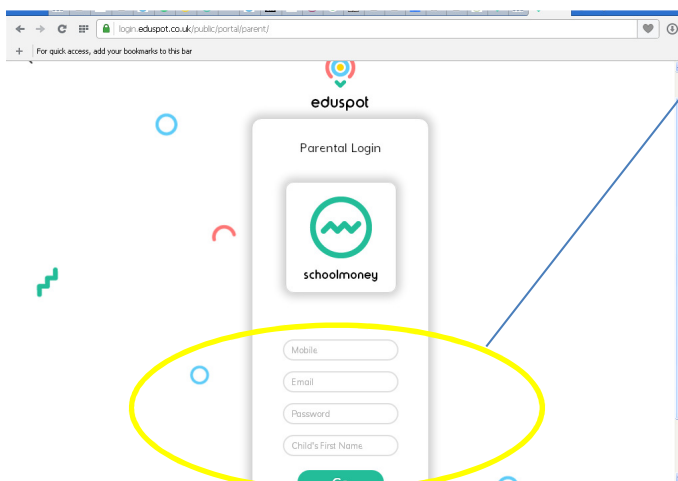 login.eduspot.co.uk/public/portal/parent/
+ For quick access, add your bookmarks to this bar
eduspot
Parental Login
schoolmoney
Mobile
Email
Password
Child's First Name